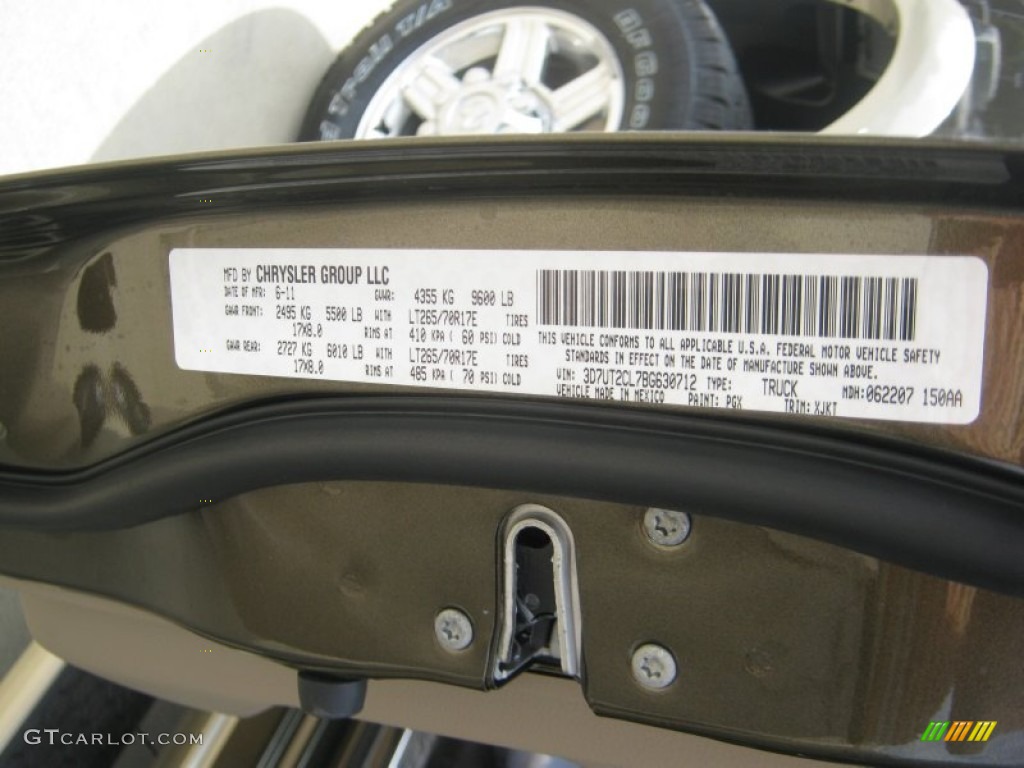 MFD BY CHRYSLER GROUP LLC
DATE OF MFR: 6-11 GVWR: 4355 KG 9600 LB
GAWR FRONT: 2495 KG 5500 LB WITH LT265/70R17E TIRES
17X8.0 RIMS AT 410 KPA ( 60 PSI) COLD
GAWR REAR: 2727 KG 6010 LB WITH LT265/70R17E TIRES
17X8.0 RIMS AT 485 KPA ( 70 PSI) COLD
THIS VEHICLE CONFORMS TO ALL APPLICABLE U.S.A. FEDERAL MOTOR VEHICLE SAFETY
STANDARDS IN EFFECT ON THE DATE OF MANUFACTURE SHOWN ABOVE.
VIN: 3D7UT2CL7BG630712 TYPE: TRUCK MDH:062207 150AA
VEHICLE MADE IN MEXICO PAINT: PGX TRIM: XJKT
GTCARLOT.COM